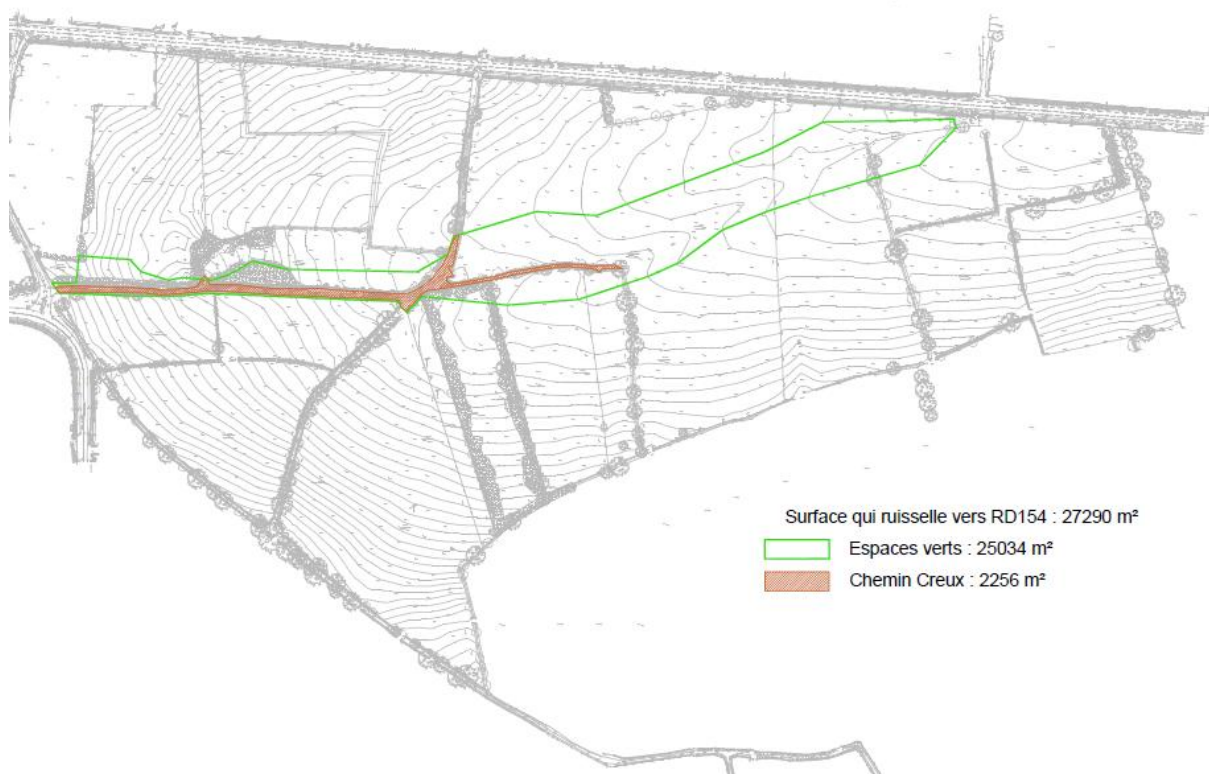 Surface qui ruisselle vers RD154 : 27290 m²
Espaces verts : 25034 m²
Chemin Creux : 2256 m²